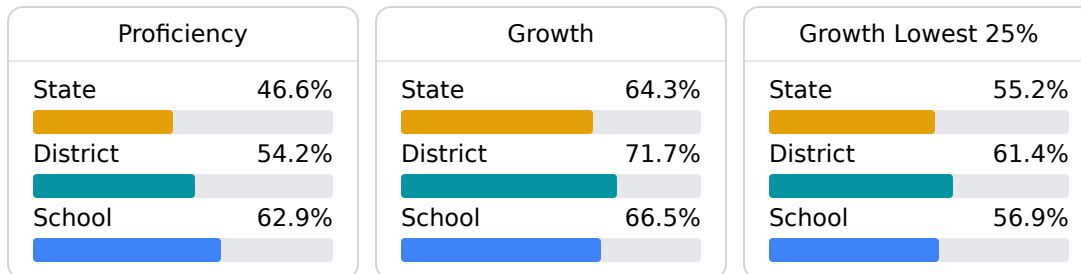 Proficiency
State 46.6%
District 54.2%
School 62.9%
Growth
State 64.3%
District 71.7%
School 66.5%
Growth Lowest 25%
State 55.2%
District 61.4%
School 56.9%